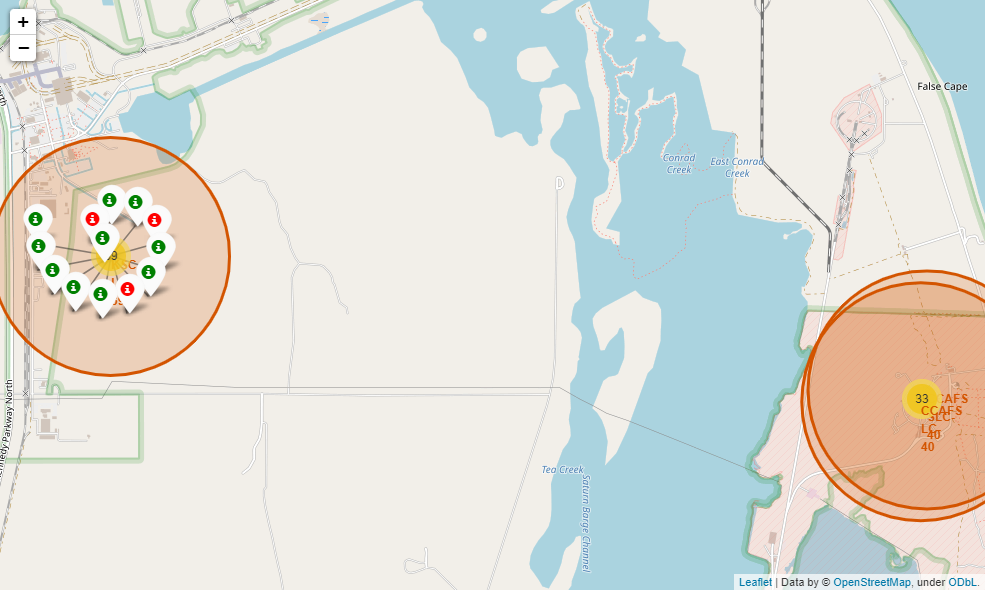 +
−
False Cape
Conrad
Creek
East Conrad
Creek
33
CCAFS
CCAFS
SLC-
LC-
40
40
Tea Creek
Saturn Barge Channel
Kennedy Parkway North
Leaflet | Data by © OpenStreetMap, under ODbL.